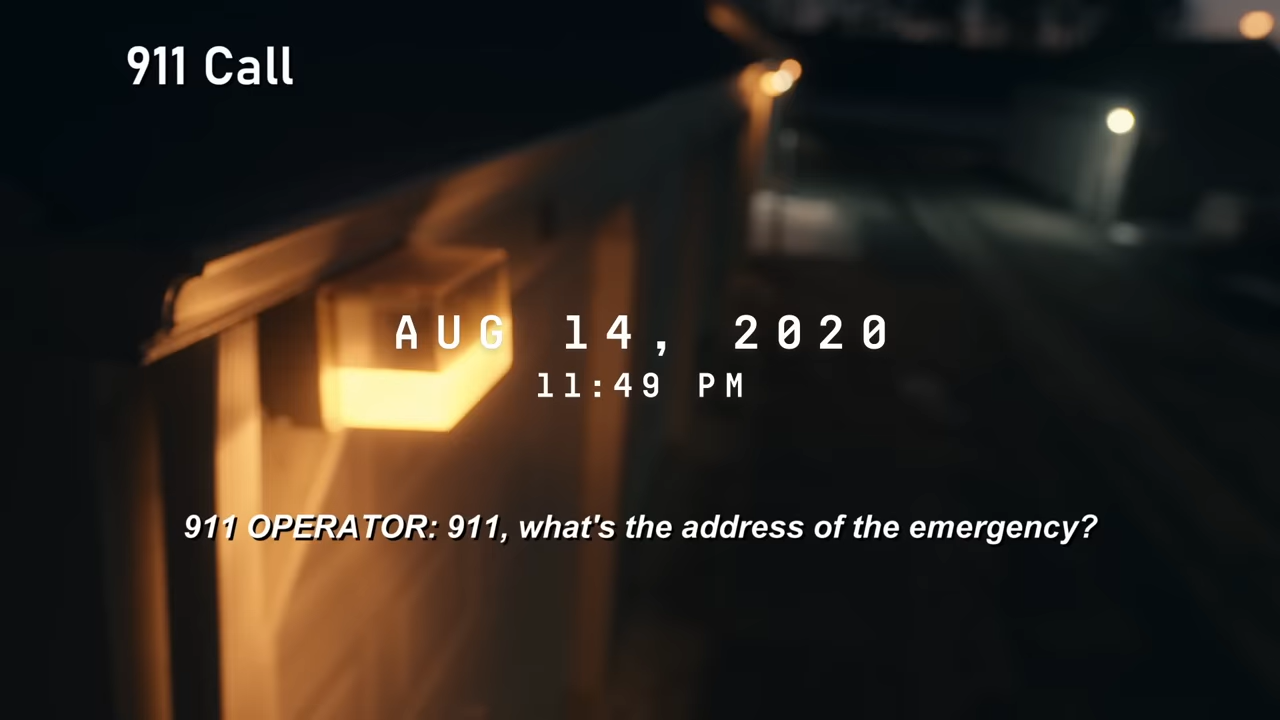 911 Call
AUG 14, 2020
11:49 PM
911 OPERATOR: 911, what's the address of the emergency?